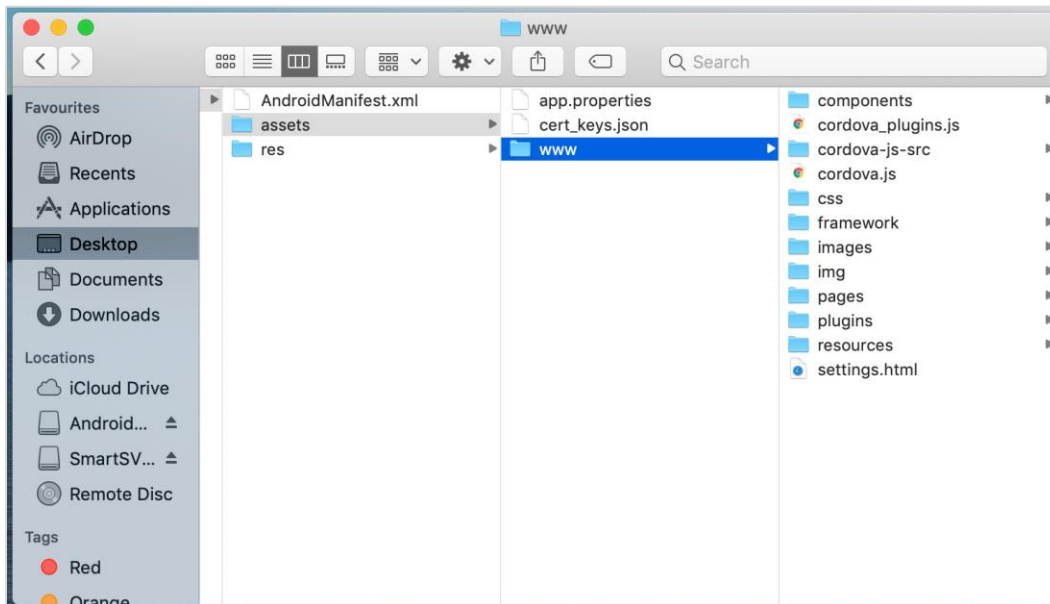 www
Search
Favourites
AirDrop
Recents
Applications
Desktop
Documents
Downloads
Locations
iCloud Drive
Android...
SmartSV...
Remote Disc
Tags
Red
Orange
AndroidManifest.xml
assets
res
app.properties
cert_keys.json
www
components
cordova_plugins.js
cordova-js-src
cordova.js
css
framework
images
img
pages
plugins
resources
settings.html